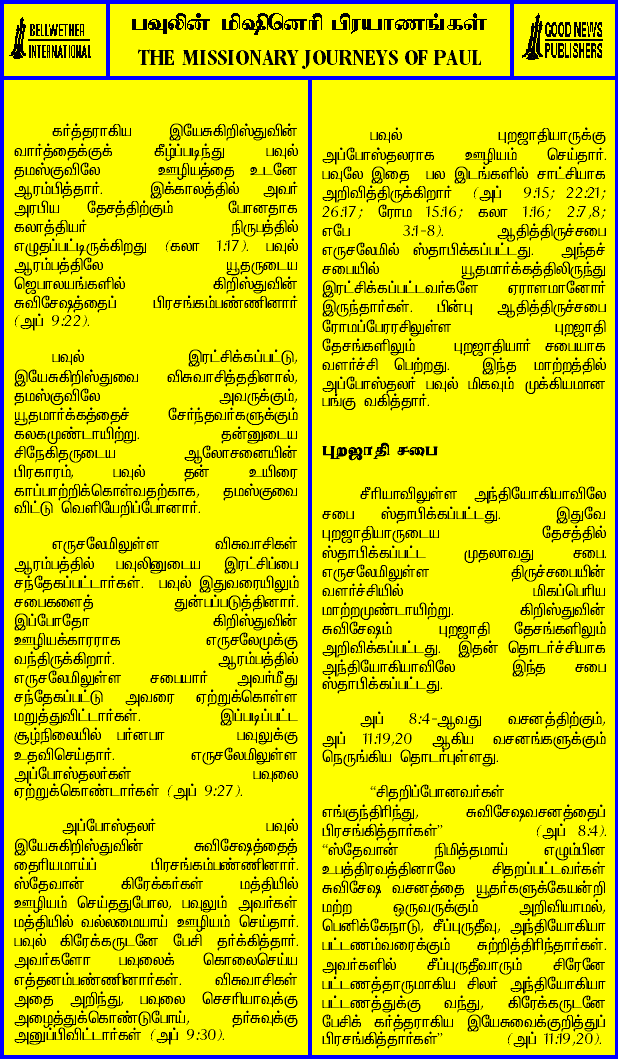 BELLWETHER
INTERNATIONAL
பவுலின் மிஷினெரி பிரயாணங்கள்
THE MISSIONARY JOURNEYS OF PAUL
GOOD NEWS
PUBLISHERS
கர்த்தராகிய இயேசுகிறிஸ்துவின்
வார்த்தைக்குக் கீழ்ப்படிந்து பவுல்
தமஸ்குவிலே ஊழியத்தை உடனே
ஆரம்பித்தார். இக்காலத்தில் அவர்
அரபிய தேசத்திற்கும் போனதாக
கலாத்தியர் நிருபத்தில்
எழுதப்பட்டிருக்கிறது (கலா 1:17). பவுல்
ஆரம்பத்திலே யூதருடைய
ஜெபாலயங்களில் கிறிஸ்துவின்
சுவிசேஷத்தைப் பிரசங்கம்பண்ணினார்
(அப் 9:22).
பவுல் இரட்சிக்கப்பட்டு,
இயேசுகிறிஸ்துவை விசுவாசித்ததினால்,
தமஸ்குவிலே அவருக்கும்,
யூதமார்க்கத்தைச் சேர்ந்தவர்களுக்கும்
கலகமுண்டாயிற்று. தன்னுடைய
சிநேகிதருடைய ஆலோசனையின்
பிரகாரம், பவுல் தன் உயிரை
காப்பாற்றிக்கொள்வதற்காக, தமஸ்குவை
விட்டு வெளியேறிப்போனார்.
எருசலேமிலுள்ள விசுவாசிகள்
ஆரம்பத்தில் பவுலினுடைய இரட்சிப்பை
சந்தேகப்பட்டார்கள். பவுல் இதுவரையிலும்
சபைகளைத் துன்பப்படுத்தினார்.
இப்போதோ கிறிஸ்துவின்
ஊழியக்காரராக எருசலேமுக்கு
வந்திருக்கிறார். ஆரம்பத்தில்
எருசலேமிலுள்ள சபையார் அவர்மீது
சந்தேகப்பட்டு அவரை ஏற்றுக்கொள்ள
மறுத்துவிட்டார்கள். இப்படிப்பட்ட
சூழ்நிலையில் பர்னபா பவுலுக்கு
உதவிசெய்தார். எருசலேமிலுள்ள
அப்போஸ்தலர்கள் பவுலை
ஏற்றுக்கொண்டார்கள் (அப் 9:27).
அப்போஸ்தலர் பவுல்
இயேசுகிறிஸ்துவின் சுவிசேஷத்தைத்
தைரியமாய்ப் பிரசங்கம்பண்ணினார்.
ஸ்தேவான் கிரேக்கர்கள் மத்தியில்
ஊழியம் செய்ததுபோல, பவுலும் அவர்கள்
மத்தியில் வல்லமையாய் ஊழியம் செய்தார்.
பவுல் கிரேக்கருடனே பேசி தர்க்கித்தார்.
அவர்களோ பவுலைக் கொலைசெய்ய
எத்தனம்பண்ணினார்கள். விசுவாசிகள்
அதை அறிந்து, பவுலை செசரியாவுக்கு
அழைத்துக்கொண்டுபோய், தர்சுவுக்கு
அனுப்பிவிட்டார்கள் (அப் 9:30).
பவுல் புறஜாதியாருக்கு
அப்போஸ்தலராக ஊழியம் செய்தார்.
பவுலே இதை பல இடங்களில் சாட்சியாக
அறிவித்திருக்கிறார் (அப் 9:15; 22:21;
26:17; ரோம 15:16; கலா 1:16; 2:7,8;
எபே 3:1-8). ஆதித்திருச்சபை
எருசலேமில் ஸ்தாபிக்கப்பட்டது. அந்தச்
சபையில் யூதமார்க்கத்திலிருந்து
இரட்சிக்கப்பட்டவர்களே ஏராளமானோர்
இருந்தார்கள். பின்பு ஆதித்திருச்சபை
ரோமப்பேரரசிலுள்ள புறஜாதி
தேசங்களிலும் புறஜாதியார் சபையாக
வளர்ச்சி பெற்றது. இந்த மாற்றத்தில்
அப்போஸ்தலர் பவுல் மிகவும் முக்கியமான
பங்கு வகித்தார்.
புறஜாதி சபை
சீரியாவிலுள்ள அந்தியோகியாவிலே
சபை ஸ்தாபிக்கப்பட்டது. இதுவே
புறஜாதியாருடைய தேசத்தில்
ஸ்தாபிக்கப்பட்ட முதலாவது சபை.
எருசலேமிலுள்ள திருச்சபையின்
வளர்ச்சியில் மிகப்பெரிய
மாற்றமுண்டாயிற்று. கிறிஸ்துவின்
சுவிசேஷம் புறஜாதி தேசங்களிலும்
அறிவிக்கப்பட்டது. இதன் தொடர்ச்சியாக
அந்தியோகியாவிலே இந்த சபை
ஸ்தாபிக்கப்பட்டது.
அப் 8:4-ஆவது வசனத்திற்கும்,
அப் 11:19,20 ஆகிய வசனங்களுக்கும்
நெருங்கிய தொடர்புள்ளது.
“சிதறிப்போனவர்கள்
எங்குந்திரிந்து, சுவிசேஷவசனத்தைப்
பிரசங்கித்தார்கள்” (அப் 8:4).
“ஸ்தேவான் நிமித்தமாய் எழும்பின
உபத்திரவத்தினாலே சிதறப்பட்டவர்கள்
சுவிசேஷ வசனத்தை யூதர்களுக்கேயன்றி
மற்ற ஒருவருக்கும் அறிவியாமல்,
பெனிக்கேநாடு, சீப்புருதீவு, அந்தியோகியா
பட்டணம்வரைக்கும் சுற்றித்திரிந்தார்கள்.
அவர்களில் சீப்புருதீவாரும் சிரேனே
பட்டணத்தாருமாகிய சிலர் அந்தியோகியா
பட்டணத்துக்கு வந்து, கிரேக்கருடனே
பேசிக் கர்த்தராகிய இயேசுவைக்குறித்துப்
பிரசங்கித்தார்கள்” (அப் 11:19,20).